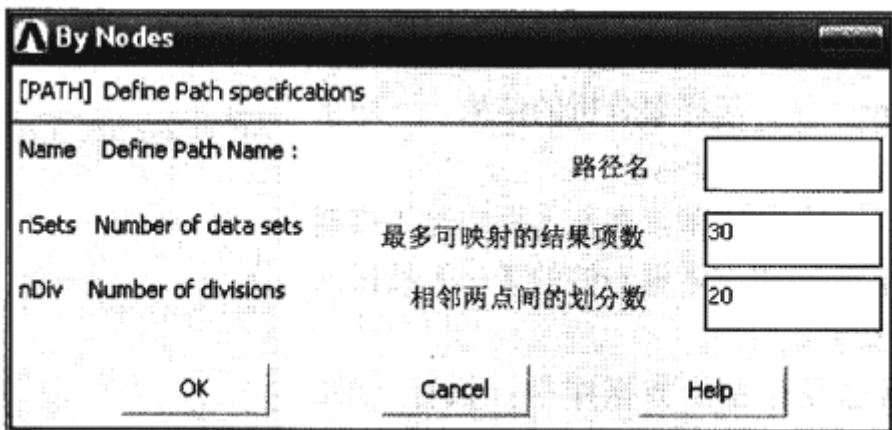 By Nodes
[PATH] Define Path specifications
Name Define Path Name : 路径名
nSets Number of data sets 最多可映射的结果项数 30
nDiv Number of divisions 相邻两点间的划分数 20
OK Cancel Help